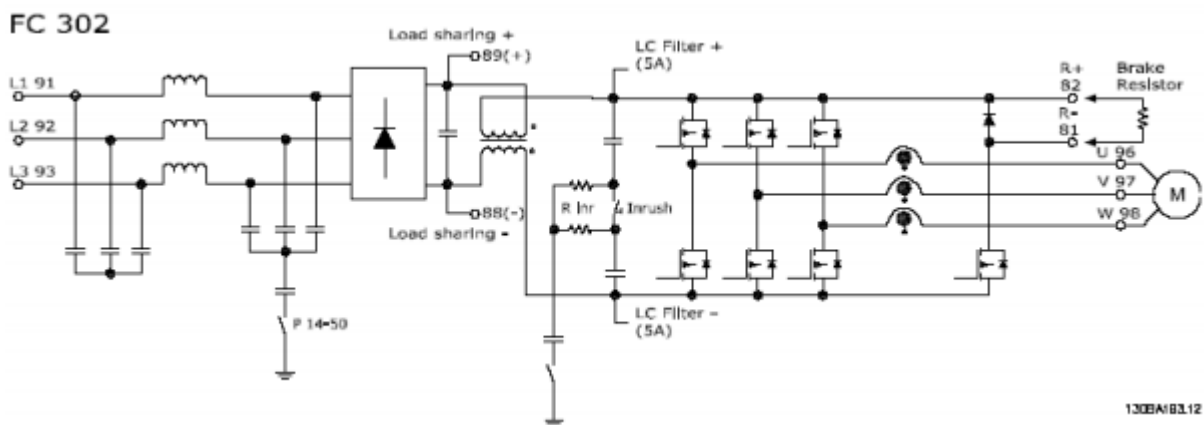 FC 302
Load sharing +
89(+)
LC Filter +
(5A)
L1 91
R+
82
Brake
Resistor
L2 92
R-
81
U 96
L3 93
V 97
M
R inr
Inrush
88(-)
W 98
Load sharing -
P 14-50
LC Filter -
(5A)
130BA193.12